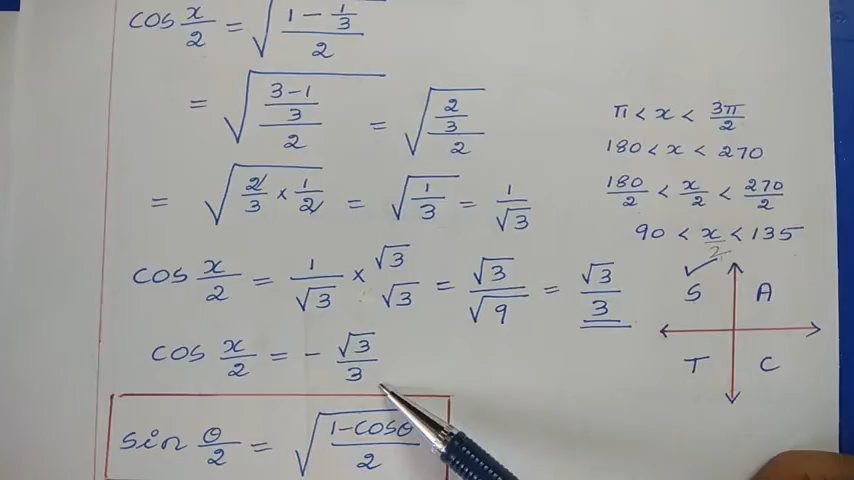 cos x/2 = √((1 - 1/3)/2)
= √(((3-1)/3)/2) = √((2/3)/2)
= √(2/3 × 1/2) = √(1/3) = 1/√3
cos x/2 = 1/√3 × √3/√3 = √3/√9 = √3/3
cos x/2 = - √3/3
sin θ/2 = √((1-cosθ)/2)
π < x < 3π/2
180 < x < 270
180/2 < x/2 < 270/2
90 < x/2 < 135
S A
T C